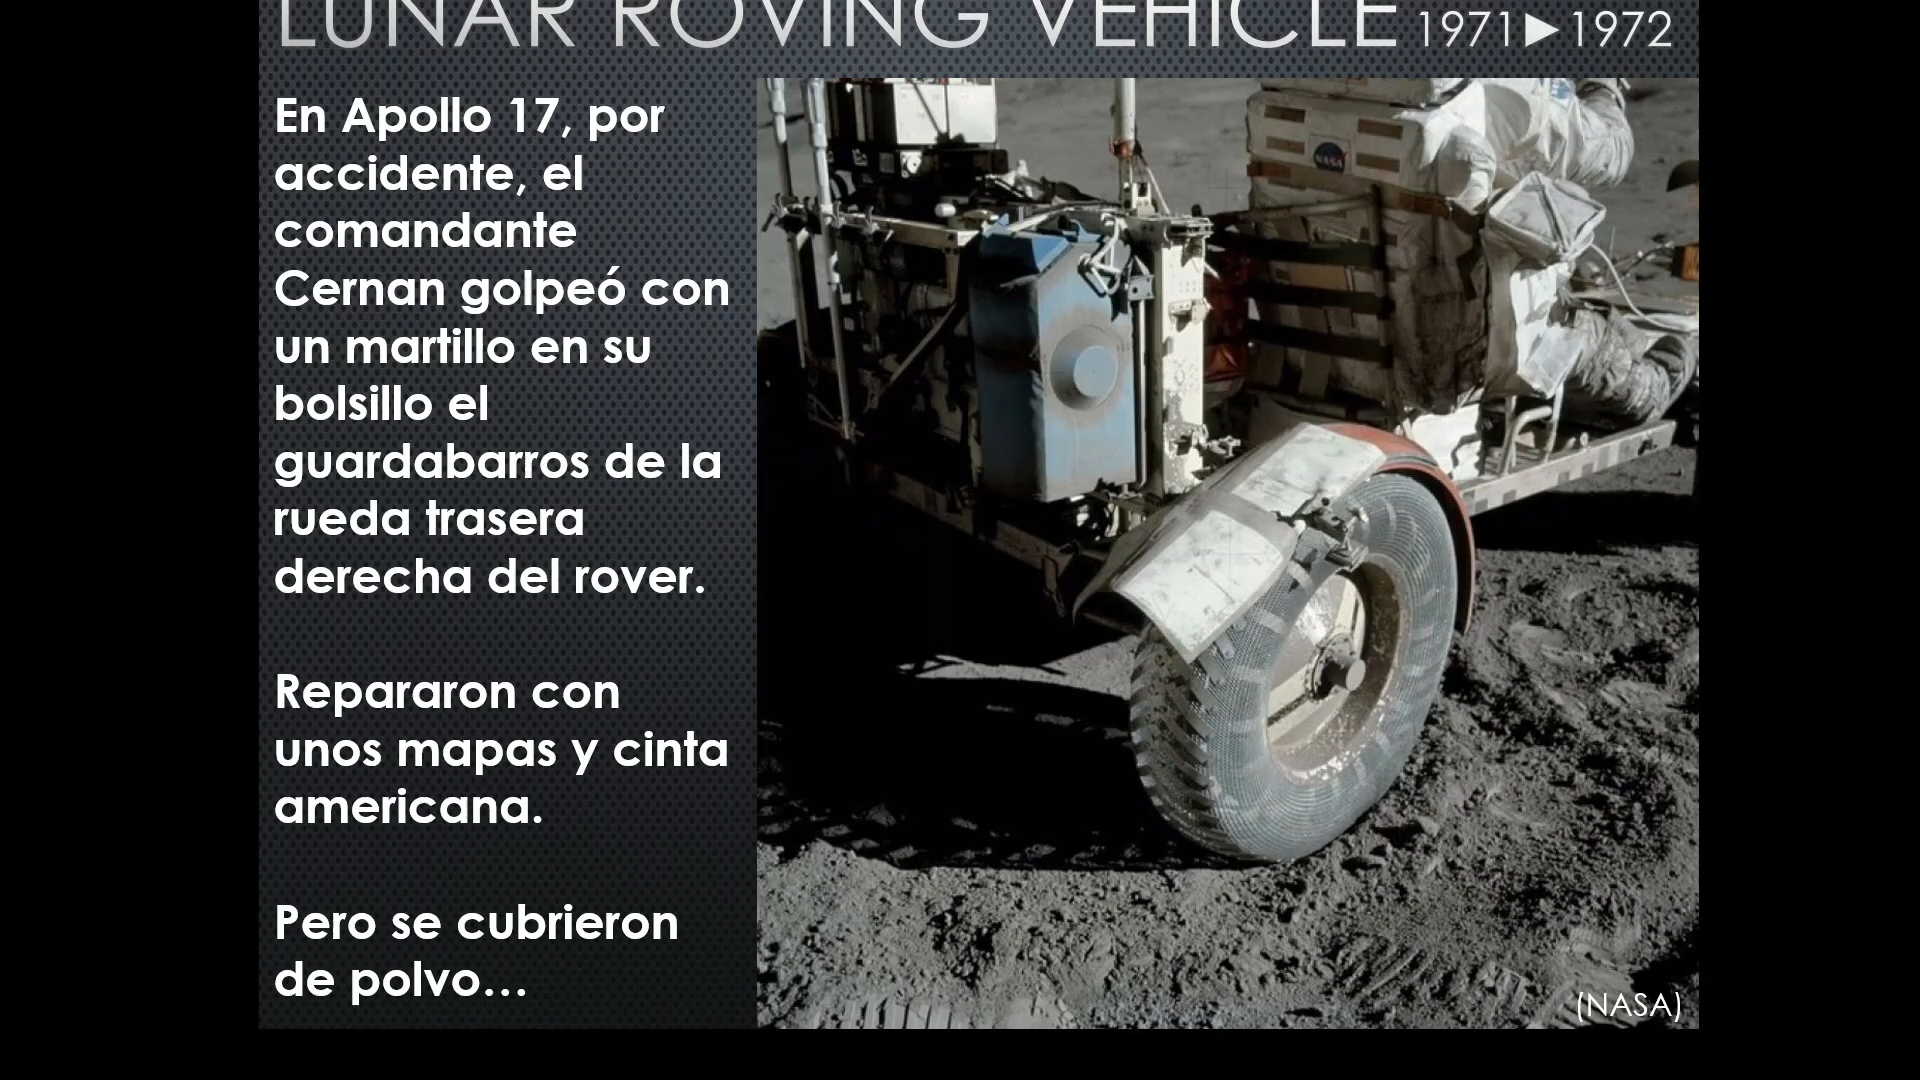 LUNAR ROVING VEHICLE 1971►1972
En Apollo 17, por
accidente, el
comandante
Cernan golpeó con
un martillo en su
bolsillo el
guardabarros de la
rueda trasera
derecha del rover.
Repararon con
unos mapas y cinta
americana.
Pero se cubrieron
de polvo…
NASA
(NASA)